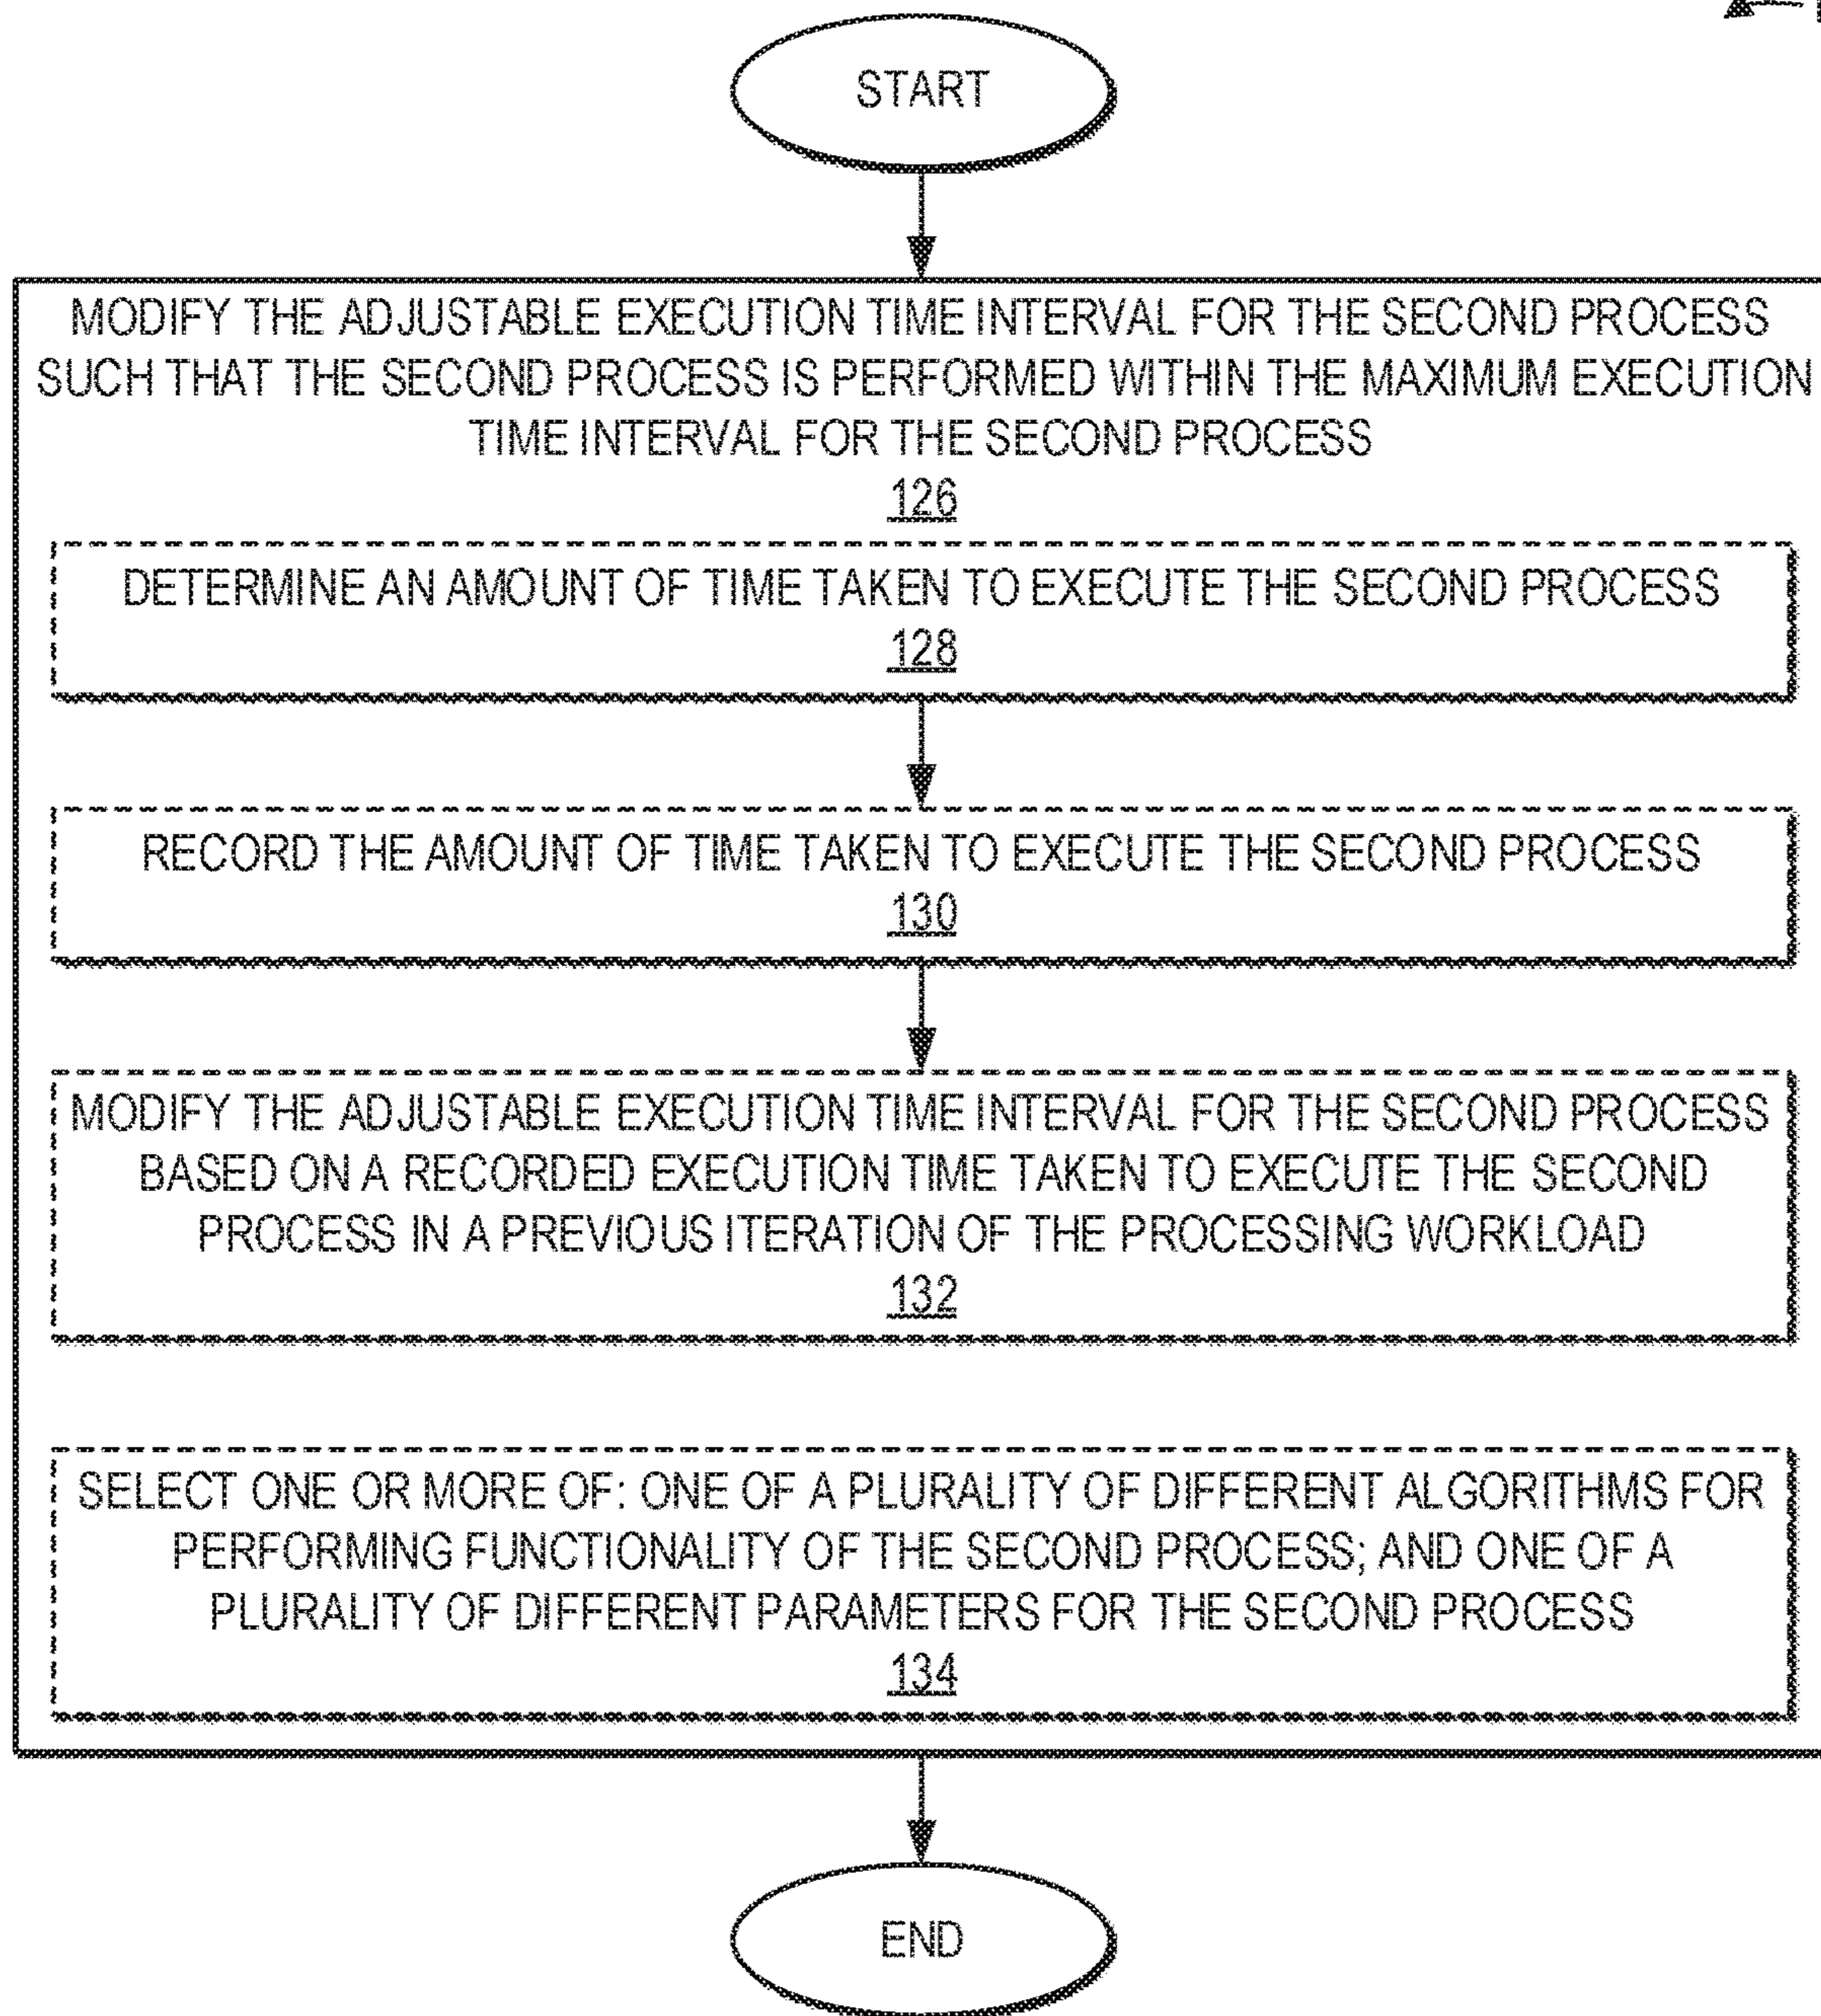 START
MODIFY THE ADJUSTABLE EXECUTION TIME INTERVAL FOR THE SECOND PROCESS
SUCH THAT THE SECOND PROCESS IS PERFORMED WITHIN THE MAXIMUM EXECUTION
TIME INTERVAL FOR THE SECOND PROCESS
126
DETERMINE AN AMOUNT OF TIME TAKEN TO EXECUTE THE SECOND PROCESS
128
RECORD THE AMOUNT OF TIME TAKEN TO EXECUTE THE SECOND PROCESS
130
MODIFY THE ADJUSTABLE EXECUTION TIME INTERVAL FOR THE SECOND PROCESS
BASED ON A RECORDED EXECUTION TIME TAKEN TO EXECUTE THE SECOND
PROCESS IN A PREVIOUS ITERATION OF THE PROCESSING WORKLOAD
132
SELECT ONE OR MORE OF: ONE OF A PLURALITY OF DIFFERENT ALGORITHMS FOR
PERFORMING FUNCTIONALITY OF THE SECOND PROCESS; AND ONE OF A
PLURALITY OF DIFFERENT PARAMETERS FOR THE SECOND PROCESS
134
END